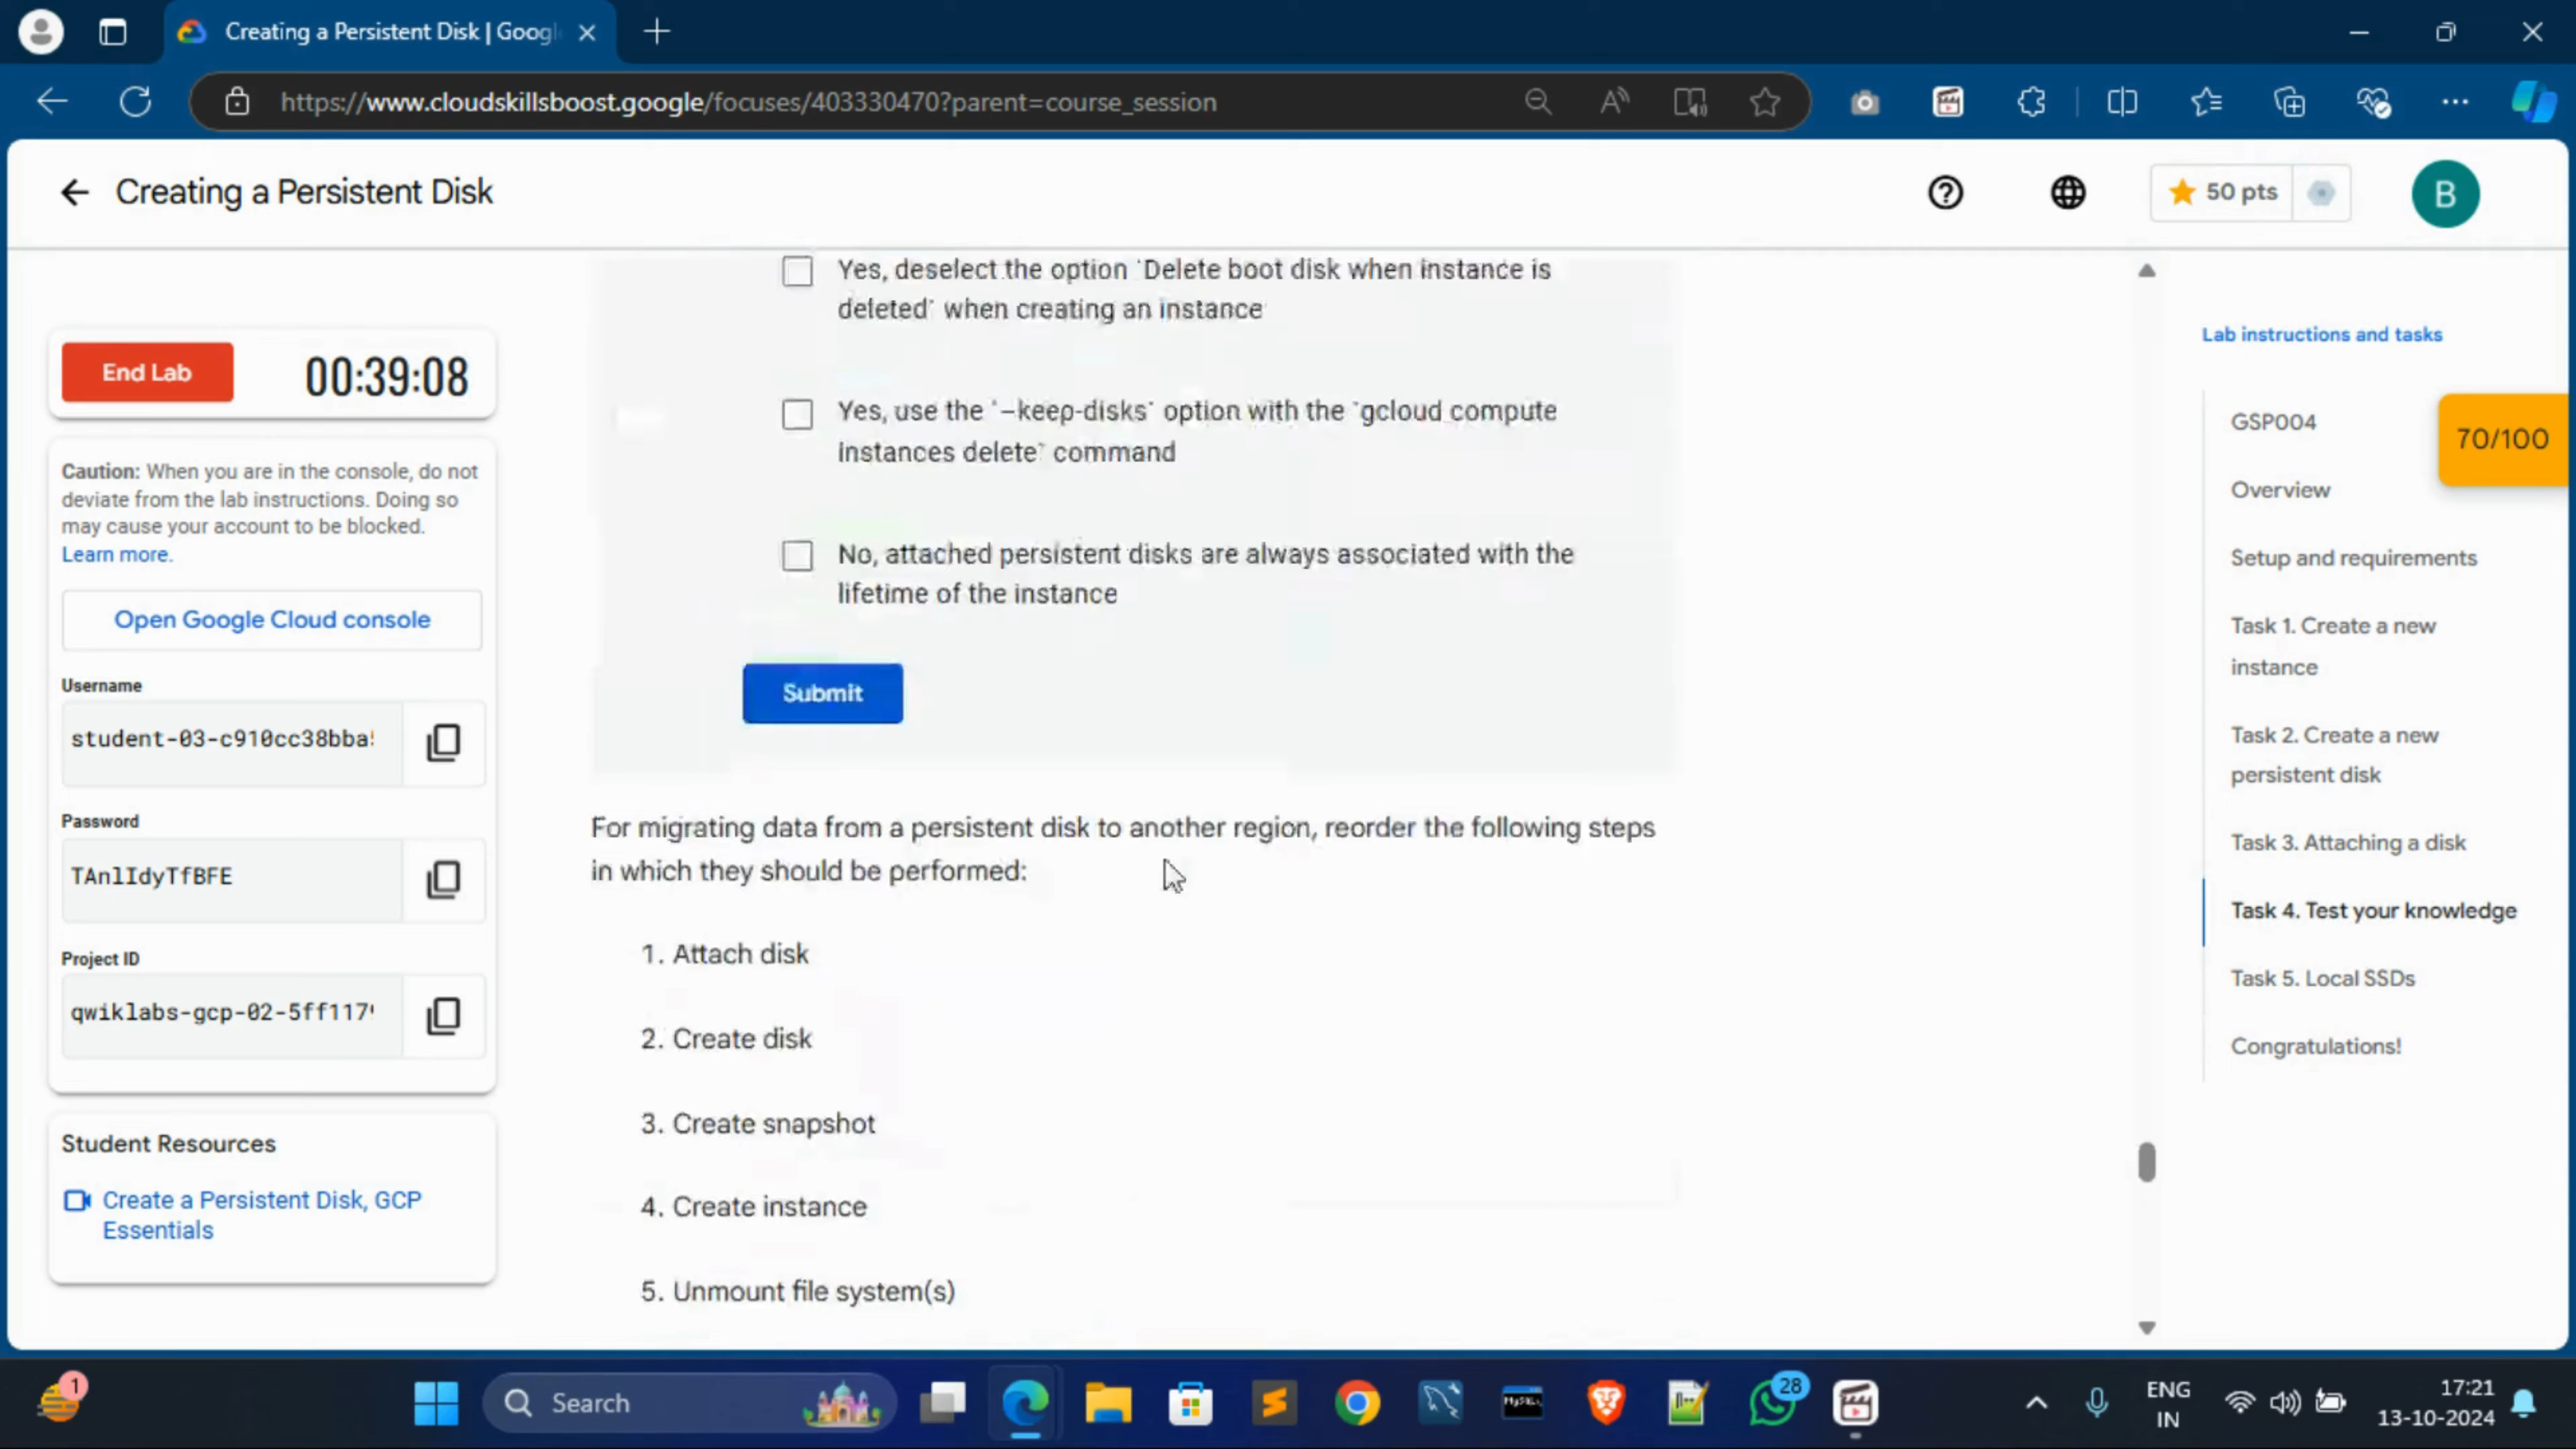 Creating a Persistent Disk | Googl
https://www.cloudskillsboost.google/focuses/403330470?parent=course_session
Creating a Persistent Disk
50 pts
B
End Lab
00:39:08
Caution: When you are in the console, do not
deviate from the lab instructions. Doing so
may cause your account to be blocked.
Learn more.
Open Google Cloud console
Username
student-03-c910cc38bba
Password
TAnlIdyTfBFE
Project ID
qwiklabs-gcp-02-5ff117
Student Resources
Create a Persistent Disk, GCP
Essentials
Yes, deselect the option `Delete boot disk when instance is
deleted` when creating an instance
Yes, use the `–keep-disks` option with the `gcloud compute
instances delete` command
No, attached persistent disks are always associated with the
lifetime of the instance
Submit
For migrating data from a persistent disk to another region, reorder the following steps
in which they should be performed:
1. Attach disk
2. Create disk
3. Create snapshot
4. Create instance
5. Unmount file system(s)
Lab instructions and tasks
GSP004
70/100
Overview
Setup and requirements
Task 1. Create a new
instance
Task 2. Create a new
persistent disk
Task 3. Attaching a disk
Task 4. Test your knowledge
Task 5. Local SSDs
Congratulations!
1
Search
28
ENG
IN
17:21
13-10-2024